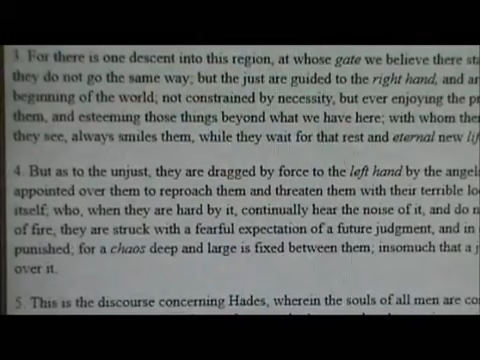 3. For there is one descent into this region, at whose gate we believe there
they do not go the same way; but the just are guided to the right hand, and
beginning of the world, not constrained by necessity, but ever enjoying the
them, and esteeming those things beyond what we have here; with whom
they see, always smiles them, while they wait for that rest and eternal new
4. But as to the unjust, they are dragged by force to the left hand by the
appointed over them to reproach them and threaten them with their terrible
itself; who, when they are hard by it, continually hear the noise of it, and do
of fire, they are struck with a fearful expectation of a future judgment, and in
punished; for a chaos deep and large is fixed between them; insomuch that a
over it.
5. This is the discourse concerning Hades, wherein the souls of all men are